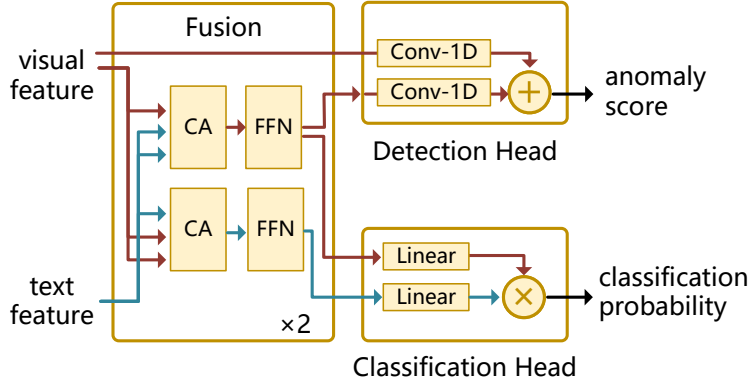 Fusion
visual
feature
CA
FFN
CA
FFN
text
feature
×2
Conv-1D
Conv-1D
+
anomaly
score
Detection Head
Linear
Linear
×
classification
probability
Classification Head